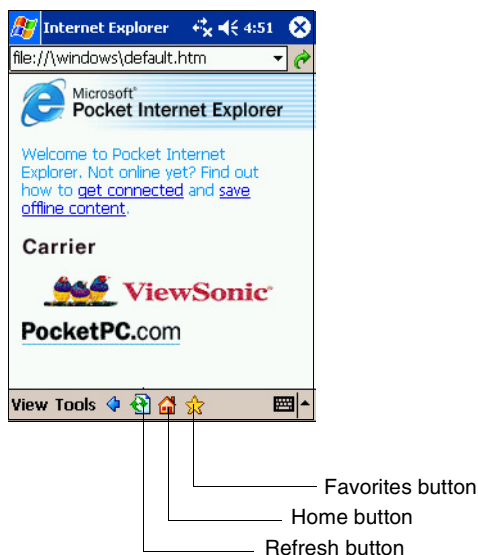 Internet Explorer 4:51
file://\windows\default.htm
Microsoft®
Pocket Internet Explorer
Welcome to Pocket Internet
Explorer. Not online yet? Find out
how to get connected and save
offline content.
Carrier
ViewSonic®
PocketPC.com
View Tools
Favorites button
Home button
Refresh button